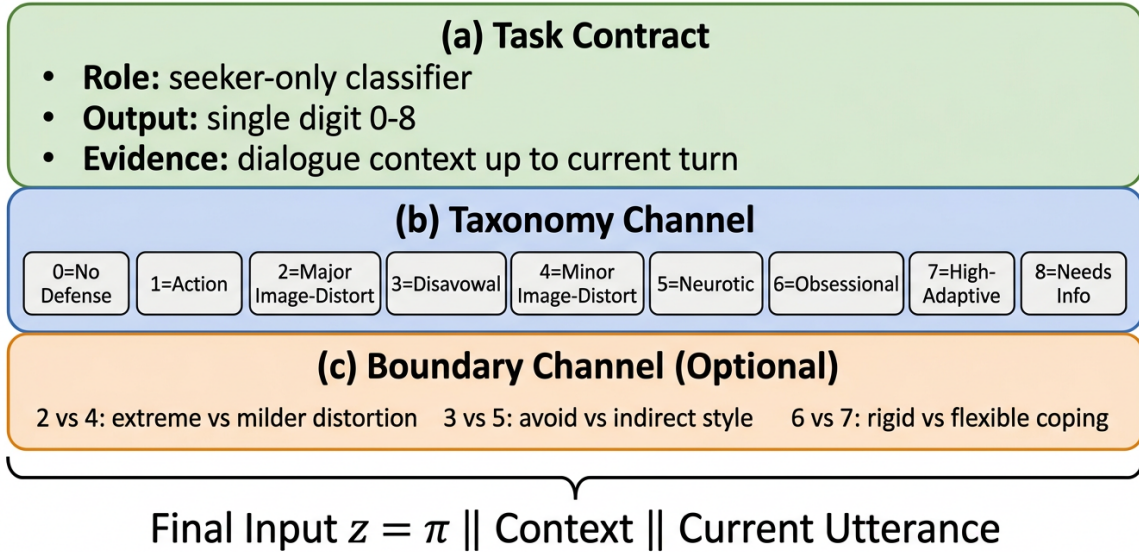 (a) Task Contract
• Role: seeker-only classifier
• Output: single digit 0-8
• Evidence: dialogue context up to current turn
(b) Taxonomy Channel
0=No
Defense
1=Action
2=Major
Image-Distort
3=Disavowal
4=Minor
Image-Distort
5=Neurotic
6=Obsessional
7=High-
Adaptive
8=Needs
Info
(c) Boundary Channel (Optional)
2 vs 4: extreme vs milder distortion 3 vs 5: avoid vs indirect style 6 vs 7: rigid vs flexible coping
Final Input z = π ∥ Context ∥ Current Utterance